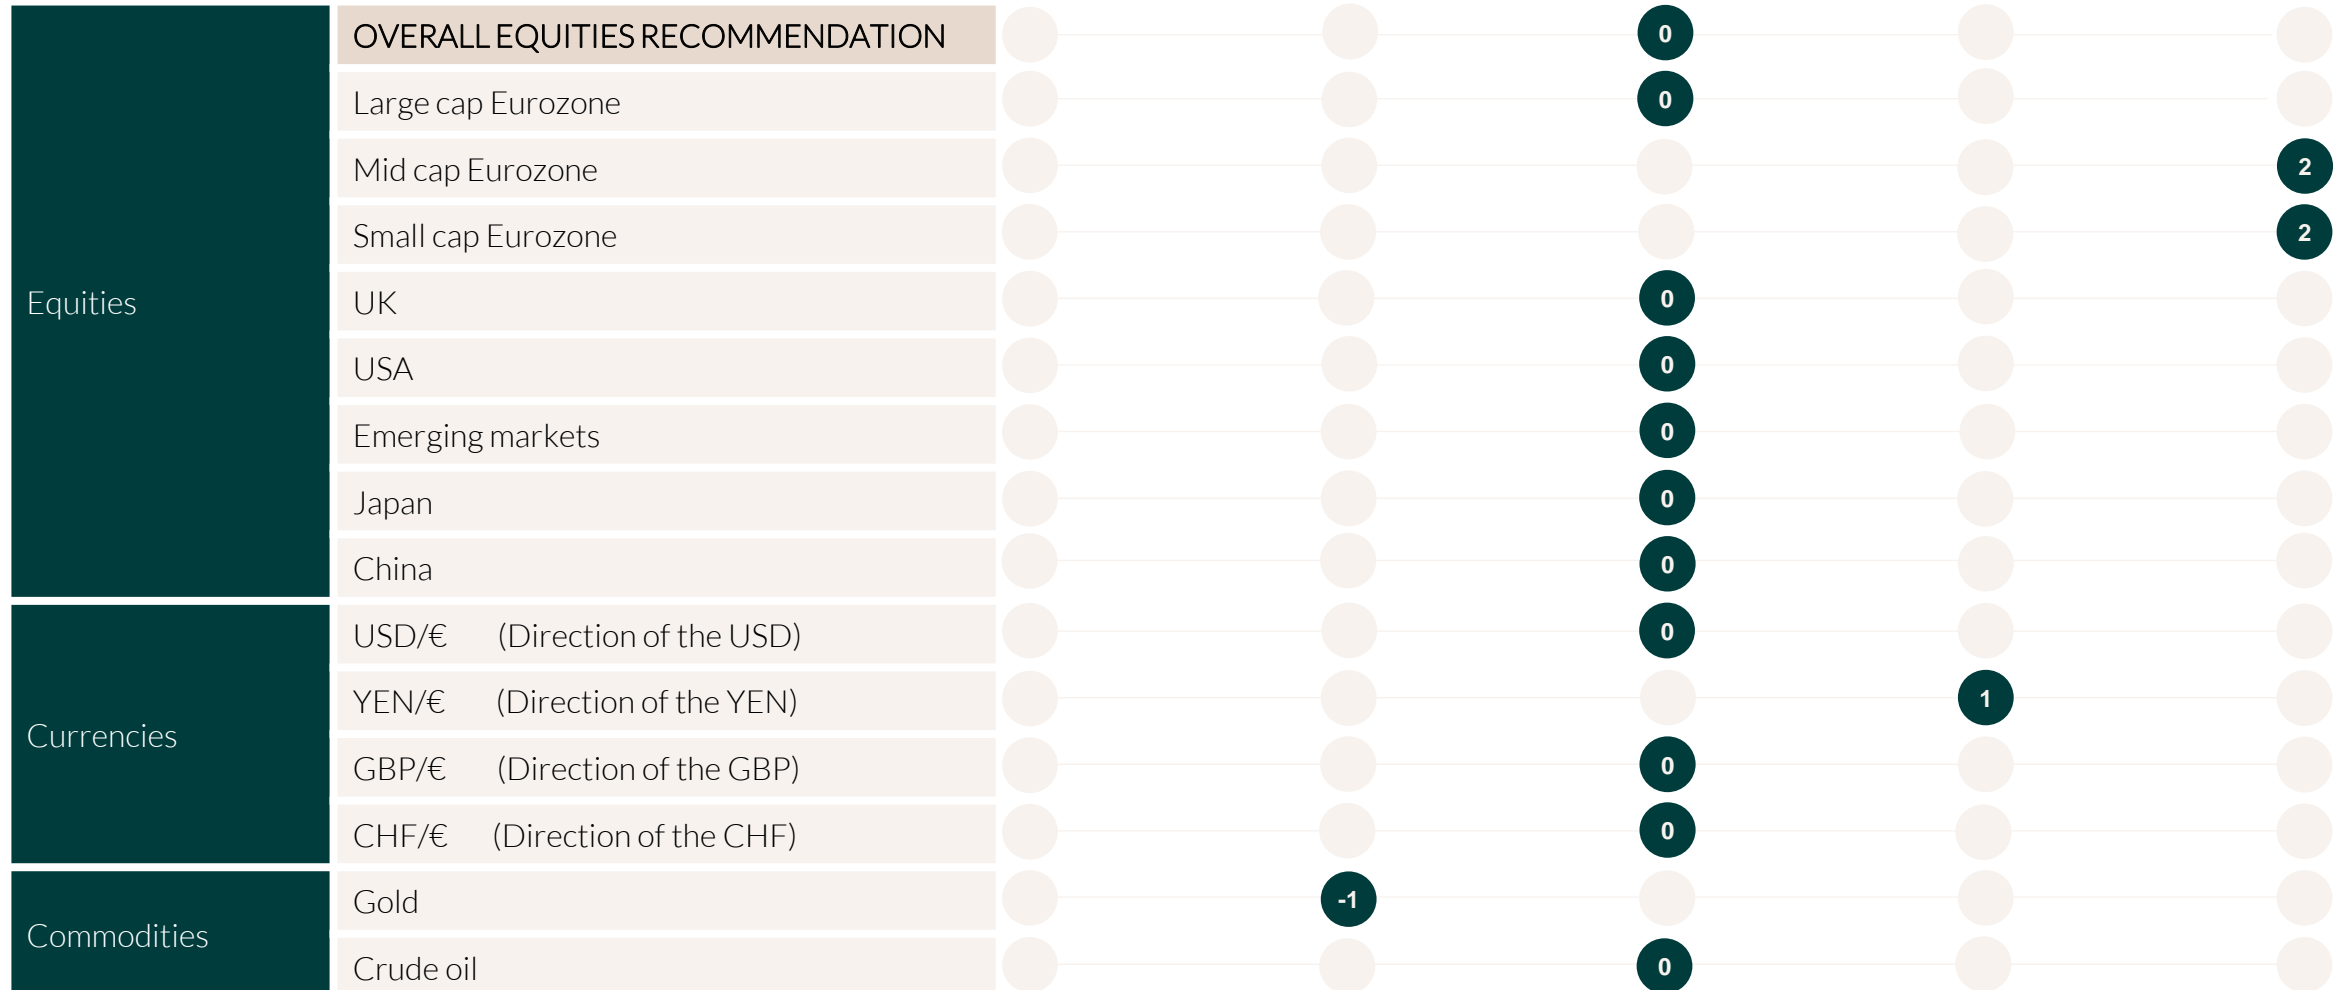 Equities
OVERALL EQUITIES RECOMMENDATION 0
Large cap Eurozone 0
Mid cap Eurozone 2
Small cap Eurozone 2
UK 0
USA 0
Emerging markets 0
Japan 0
China 0
Currencies
USD/€ (Direction of the USD) 0
YEN/€ (Direction of the YEN) 1
GBP/€ (Direction of the GBP) 0
CHF/€ (Direction of the CHF) 0
Commodities
Gold -1
Crude oil 0